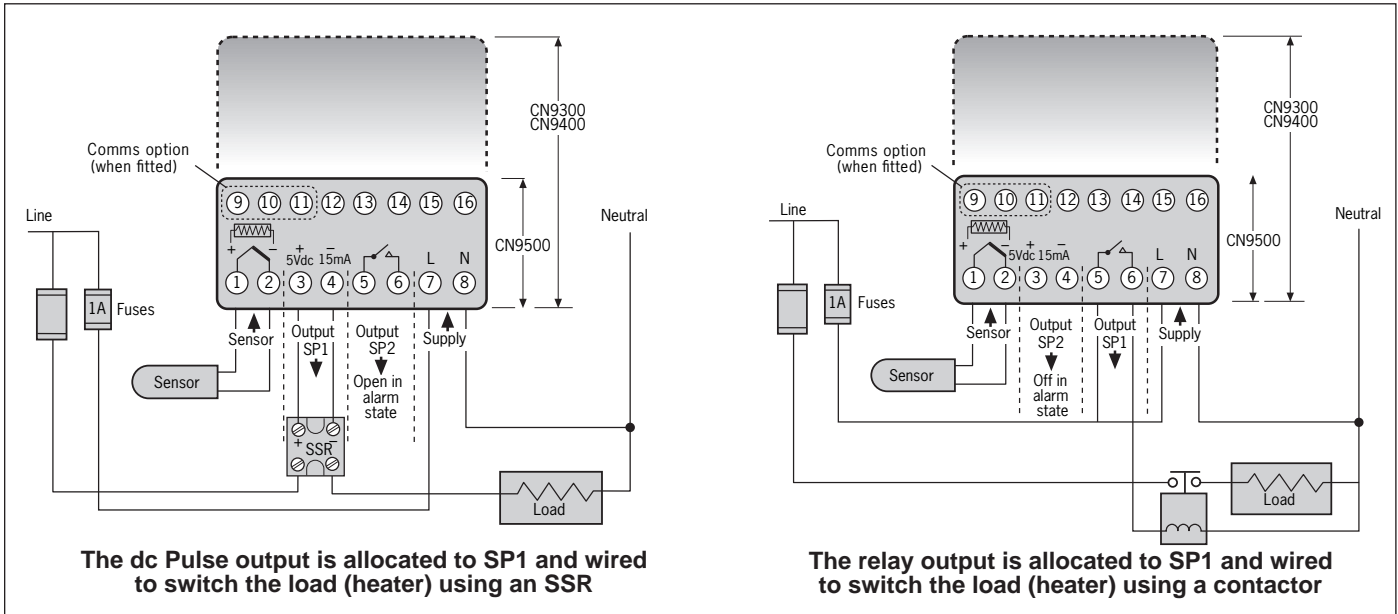 CN9300
CN9400
Comms option
(when fitted)
9 10 11 12 13 14 15 16
Line
Neutral
CN9500
+ − + − L N
5Vdc 15mA
1 2 3 4 5 6 7 8
1A Fuses
Sensor
Output
SP1
Output
SP2
Supply
Sensor
Open in
alarm
state
+ −
SSR
Load
The dc Pulse output is allocated to SP1 and wired
to switch the load (heater) using an SSR
CN9300
CN9400
Comms option
(when fitted)
9 10 11 12 13 14 15 16
Line
Neutral
CN9500
+ − + − L N
5Vdc 15mA
1 2 3 4 5 6 7 8
1A Fuses
Sensor
Output
SP2
Output
SP1
Supply
Sensor
Off in
alarm
state
Load
The relay output is allocated to SP1 and wired
to switch the load (heater) using a contactor